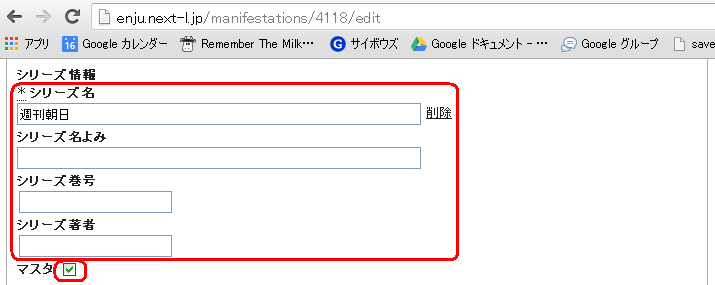 enju.next-l.jp/manifestations/4118/edit
アプリ 16 Google カレンダー Remember The Milk… G サイボウズ Google ドキュメント - … Google グループ save
シリーズ情報
* シリーズ名
週刊朝日 削除
シリーズ名よみ
シリーズ巻号
シリーズ著者
マスタ